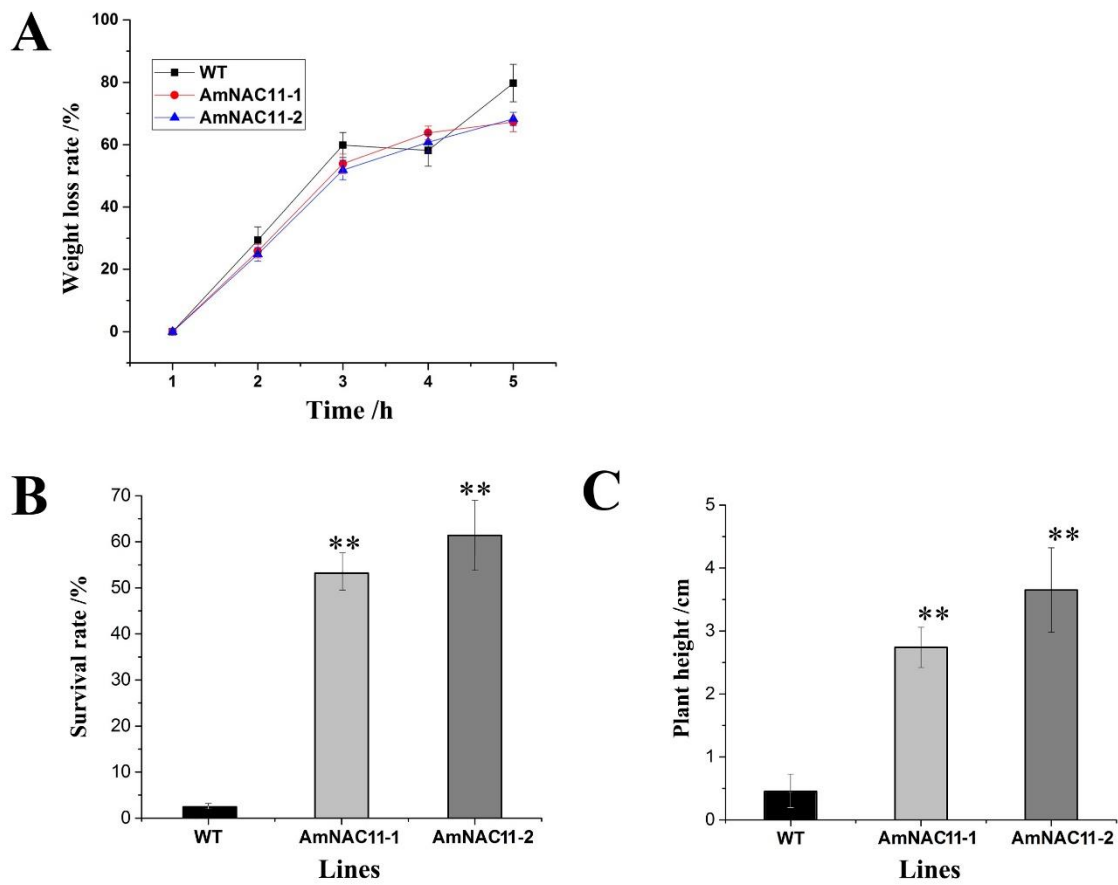 A
100
80
60
40
20
0
Weight loss rate /%
WT
AmNAC11-1
AmNAC11-2
1 2 3 4 5
Time /h
B
70
60
50
40
30
20
10
0
Survival rate /%
**
**
WT AmNAC11-1 AmNAC11-2
Lines
C
5
4
3
2
1
0
Plant height /cm
**
**
WT AmNAC11-1 AmNAC11-2
Lines